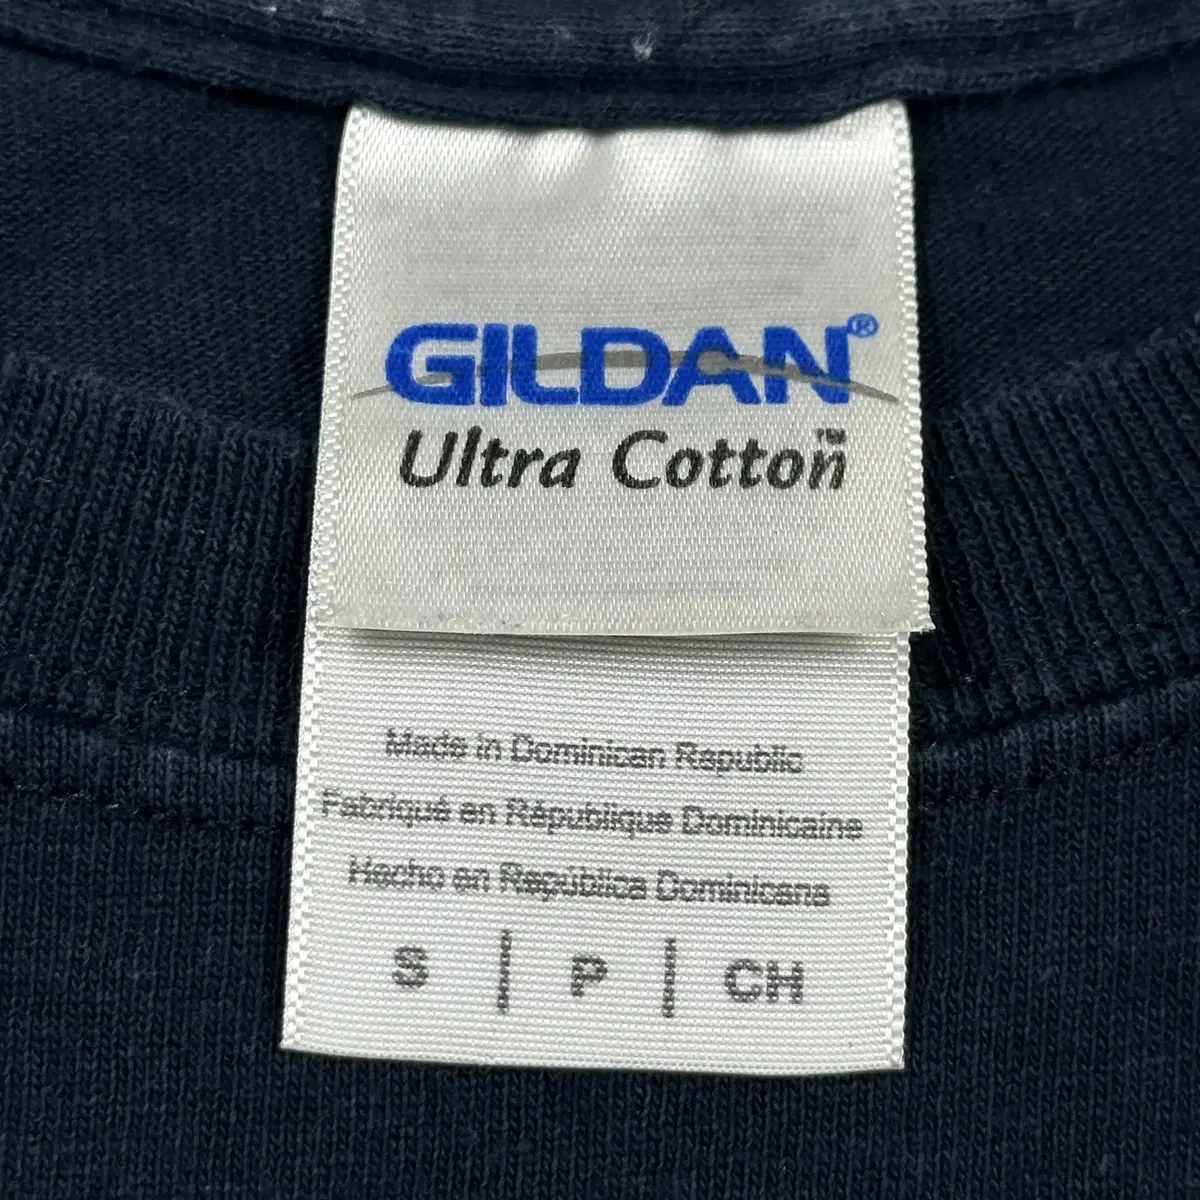 GILDAN®
Ultra Cotton™
Made in Dominican Republic
Fabriqué en République Dominicaine
Hecho en República Dominicana
S | P | CH